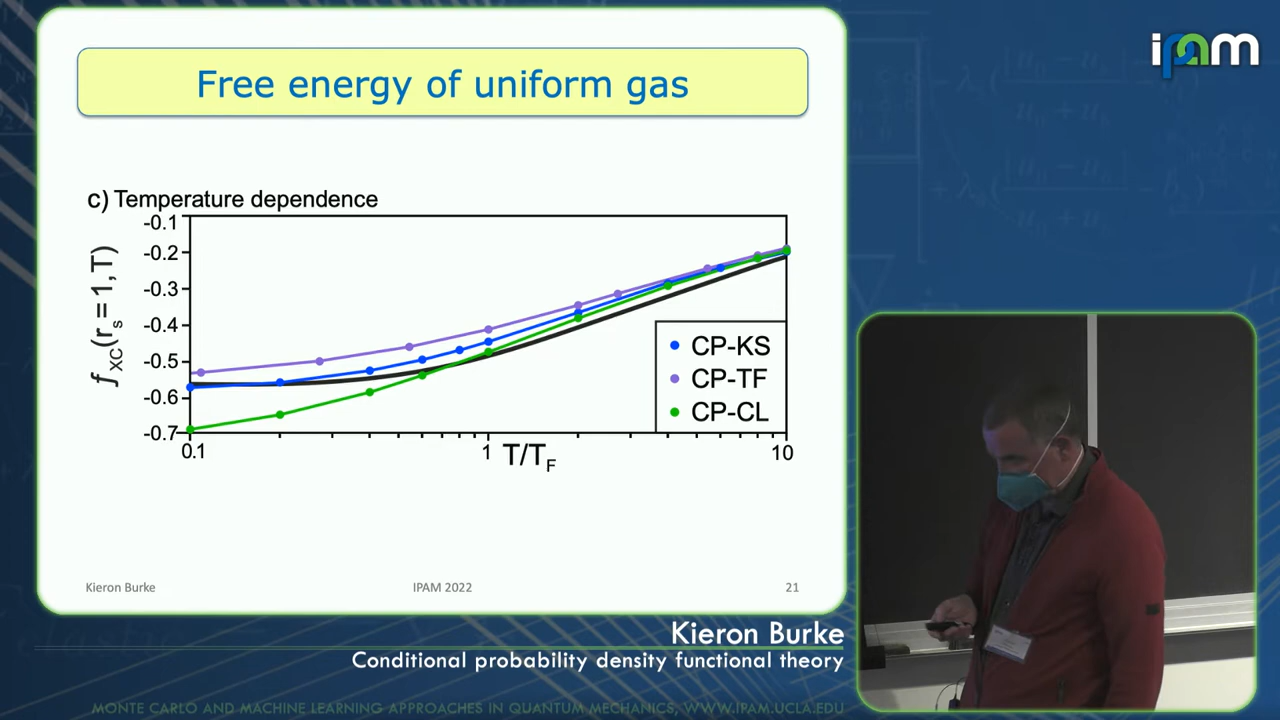 ipam
Free energy of uniform gas
c) Temperature dependence
-0.1
-0.2
-0.3
-0.4
-0.5
-0.6
-0.7
f_XC(r_s = 1, T)
CP-KS
CP-TF
CP-CL
0.1
1
T/T_F
10
Kieron Burke
IPAM 2022
21
Kieron Burke
Conditional probability density functional theory
MONTE CARLO AND MACHINE LEARNING APPROACHES IN QUANTUM MECHANICS, WWW.IPAM.UCLA.EDU